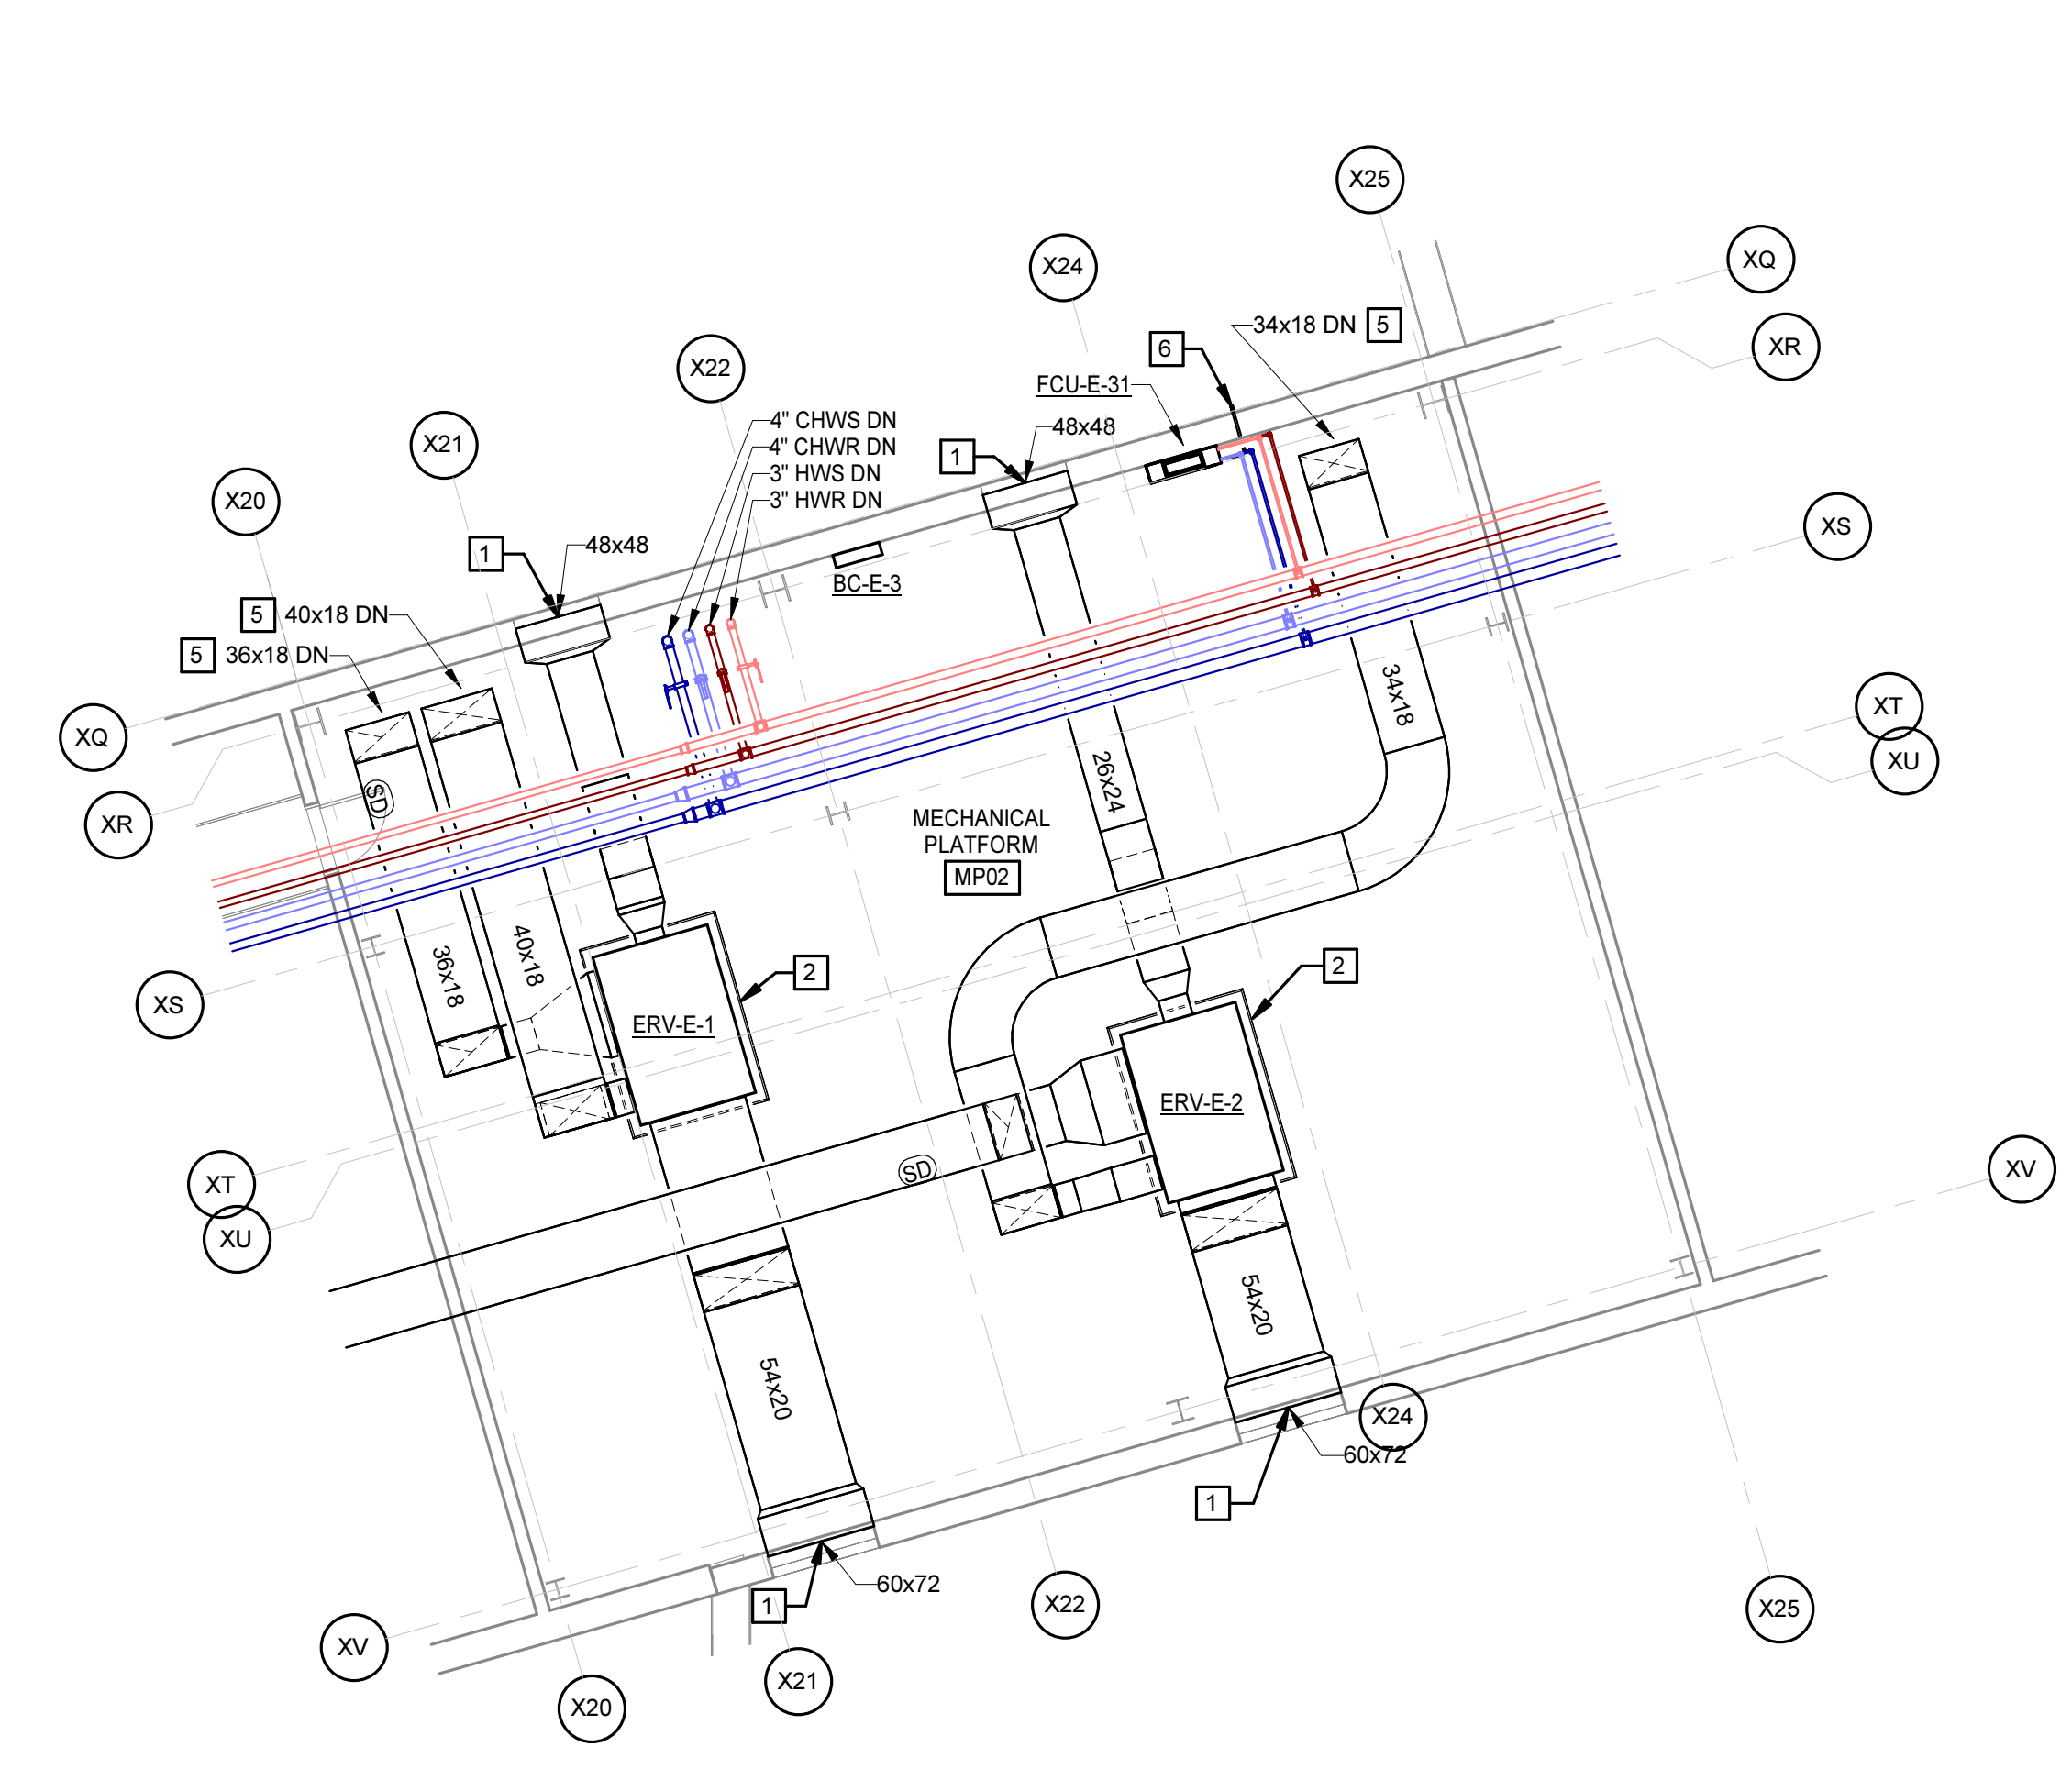 X25
XQ
X24
34x18 DN 5
XR
6
X22
FCU-E-31
4" CHWS DN
48x48
X21
4" CHWR DN
1
3" HWS DN
X20
3" HWR DN
XS
1
48x48
BC-E-3
5 40x18 DN
5 36x18 DN
34x18
XT
XQ
XU
26x24
SD
XR
MECHANICAL
PLATFORM
MP02
40x18
36x18
2
2
XS
ERV-E-1
ERV-E-2
SD
XV
XT
XU
54x20
54x20
X24
60x72
1
60x72
1
X22
X25
XV
X21
X20